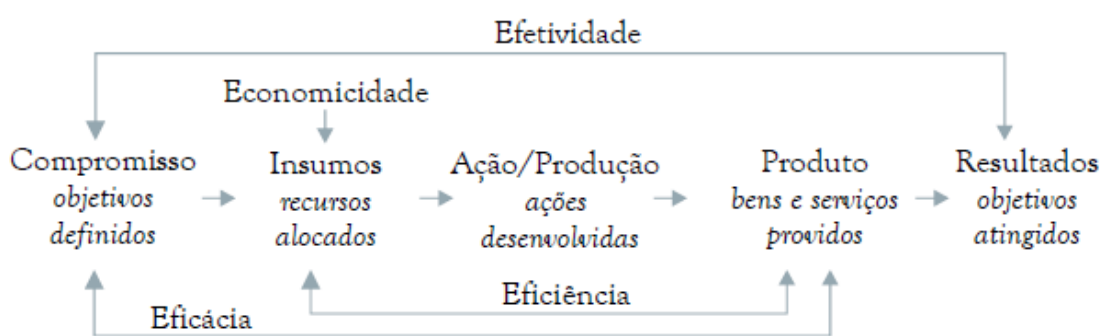 Efetividade
Economicidade
Compromisso
objetivos
definidos
Insumos
recursos
alocados
Ação/Produção
ações
desenvolvidas
Produto
bens e serviços
providos
Resultados
objetivos
atingidos
Eficiência
Eficácia